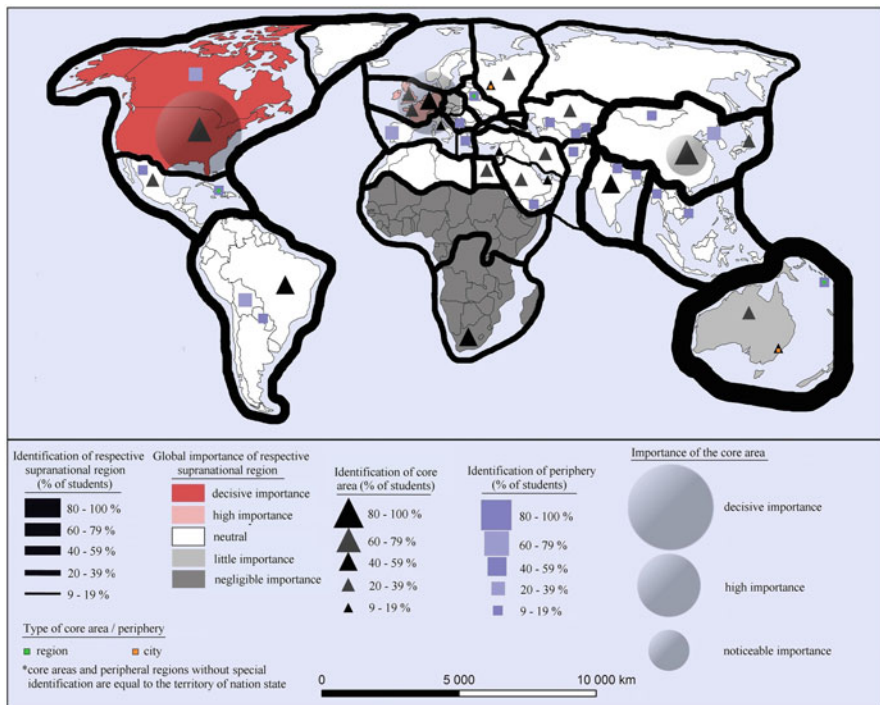 Identification of respective
supranational region
(% of students)
80 - 100 %
60 - 79 %
40 - 59 %
20 - 39 %
9 - 19 %
Global importance of respective
supranational region
decisive importance
high importance
neutral
little importance
negligible importance
Identification of core
area (% of students)
80 - 100 %
60 - 79 %
40 - 59 %
20 - 39 %
9 - 19 %
Identification of periphery
(% of students)
80 - 100 %
60 - 79 %
40 - 59 %
20 - 39 %
9 - 19 %
Importance of the core area
decisive importance
high importance
noticeable importance
Type of core area / periphery
region
city
*core areas and peripheral regions without special
identification are equal to the territory of nation state
0
5 000
10 000 km